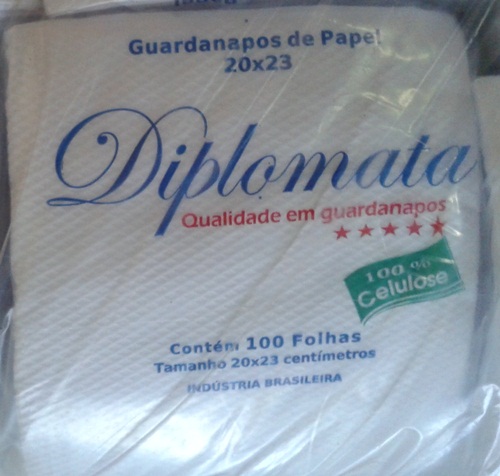 Guardanapos de Papel
20x23
Diplomata
Qualidade em guardanapos
100 %
Celulose
Contém 100 Folhas
Tamanho 20x23 centímetros
INDÚSTRIA BRASILEIRA